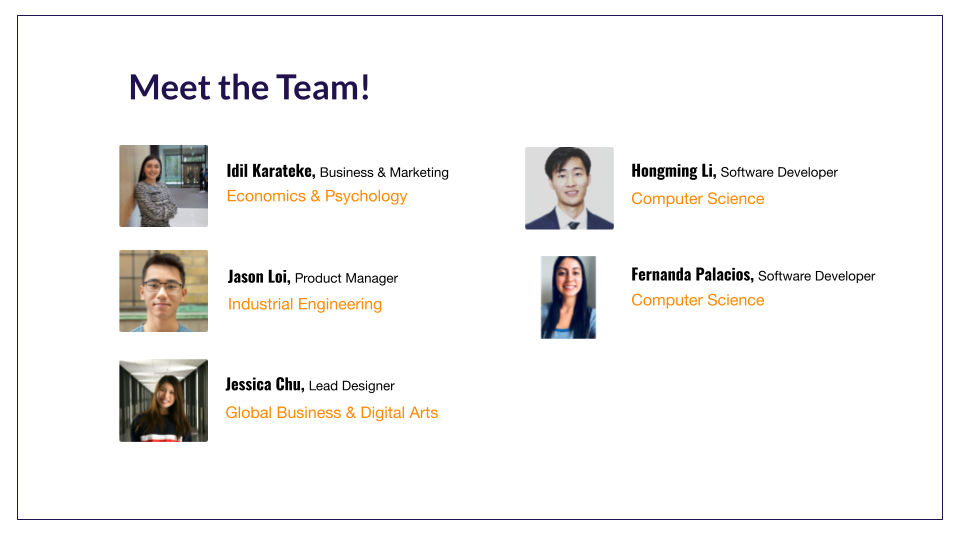 Meet the Team!
Idil Karateke, Business & Marketing
Economics & Psychology
Jason Loi, Product Manager
Industrial Engineering
Jessica Chu, Lead Designer
Global Business & Digital Arts
Hongming Li, Software Developer
Computer Science
Fernanda Palacios, Software Developer
Computer Science